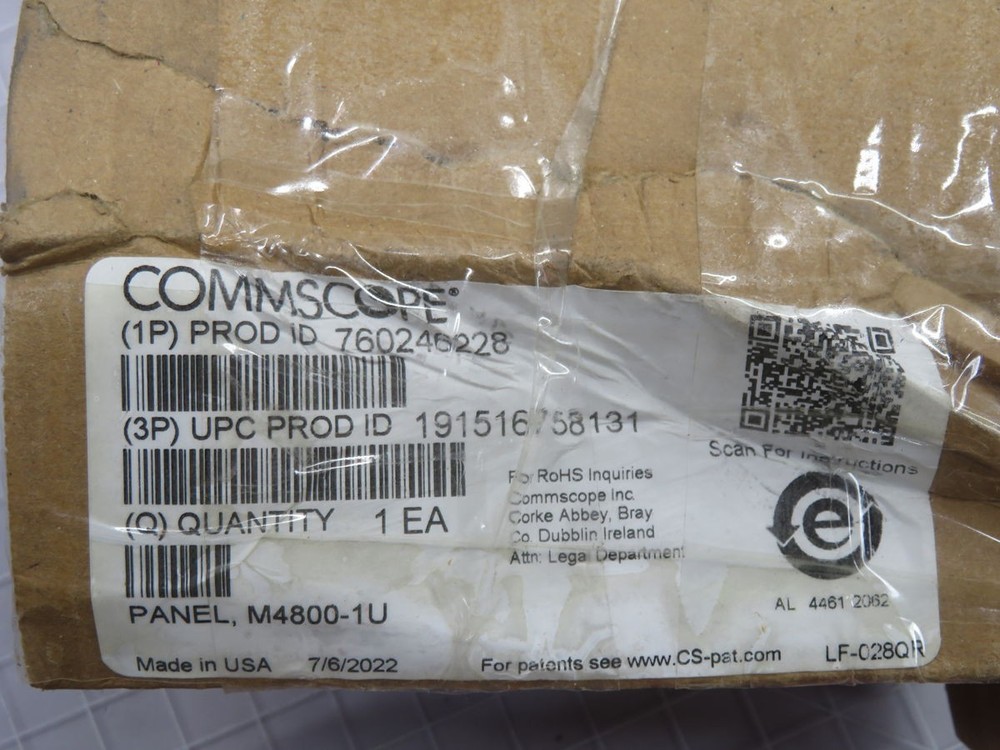 COMMSCOPE®
(1P) PROD ID 760246228
(3P) UPC PROD ID 191516758131
(Q) QUANTITY 1 EA
PANEL, M4800-1U
Made in USA 7/6/2022
For RoHS Inquiries
Commscope Inc.
Corke Abbey, Bray
Co. Dubblin Ireland
Attn: Legal Department
For patents see www.CS-pat.com
Scan For Instructions
e
AL 4461 2062
LF-028QR